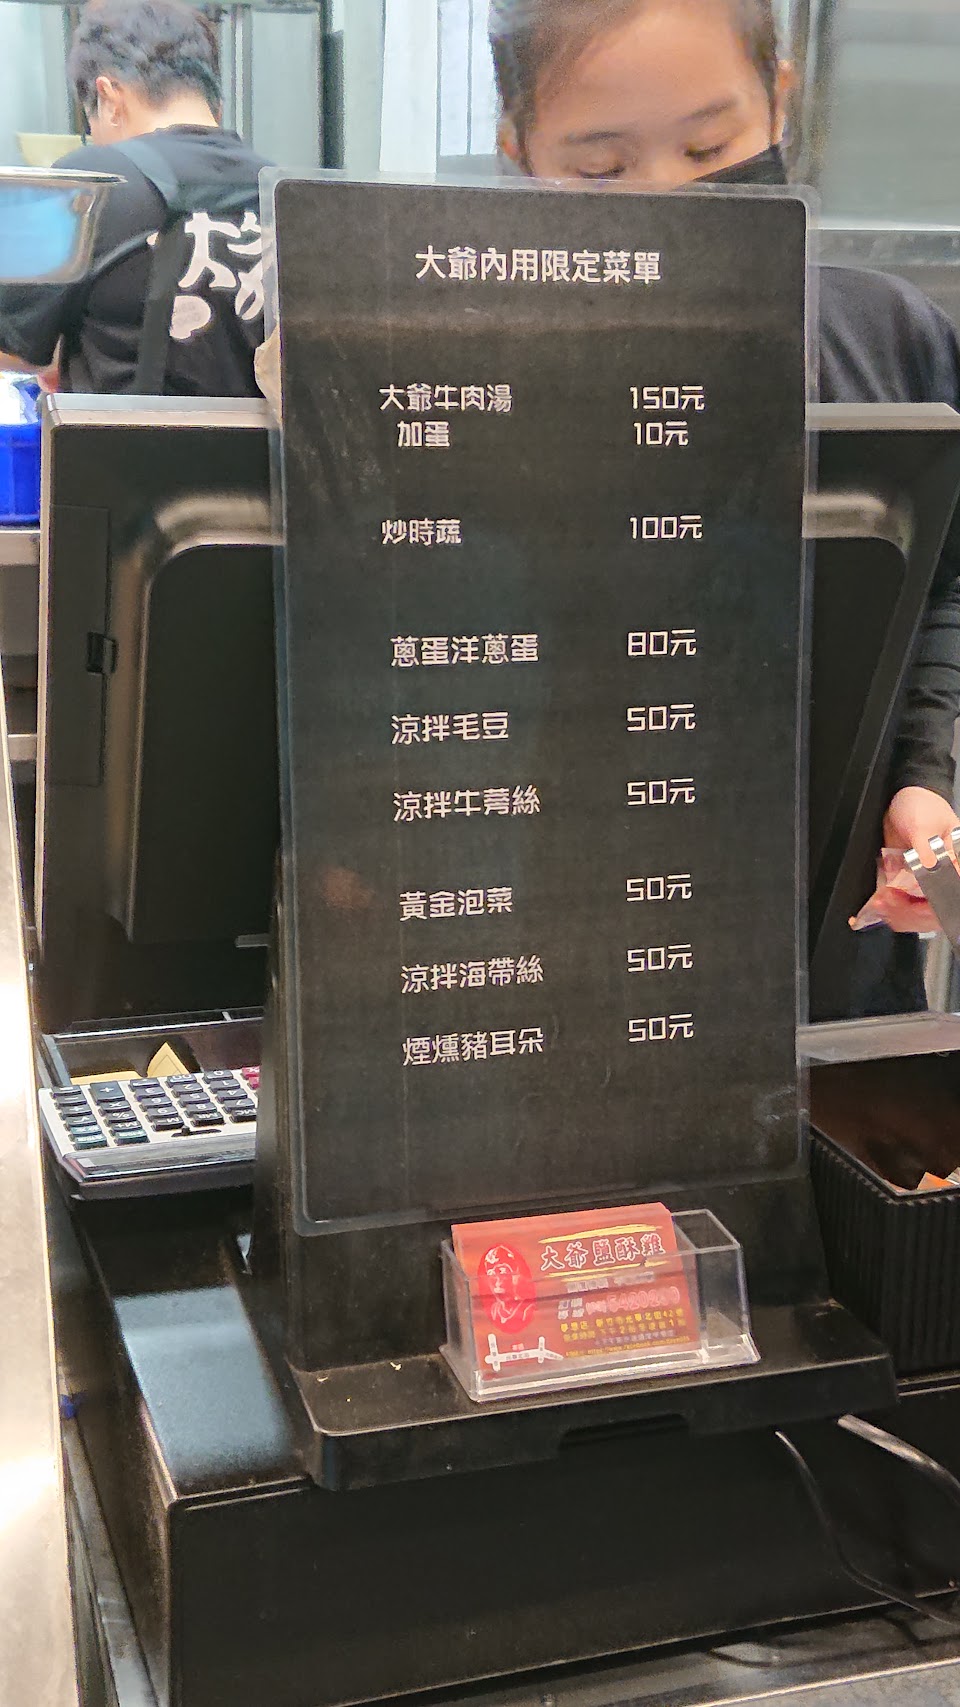 大爺內用限定菜單
大爺牛肉湯 150元
加蛋 10元
炒時蔬 100元
蔥蛋洋蔥蛋 80元
涼拌毛豆 50元
涼拌牛蒡絲 50元
黃金泡菜 50元
涼拌海帶絲 50元
煙燻豬耳朵 50元
大爺鹽酥雞